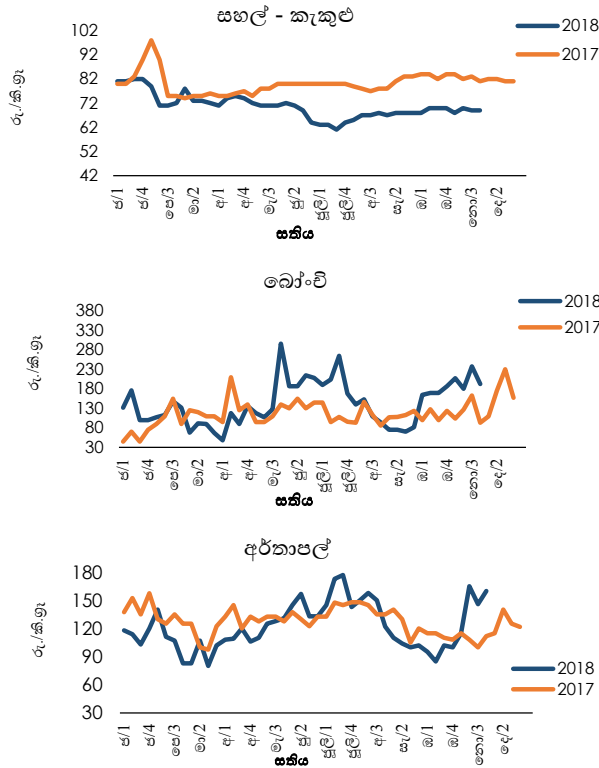 සහල් - කැකුළු
102
92
82
72
62
52
42
රු./කි.ග්‍රෑ
2018
2017
ජ/1
ජ/4
පෙ/3
මා/2
අ/1
අ/4
මැ/3
ජූ/2
ජූලි/1
ජූලි/4
අ/3
සැ/2
ඔ/1
ඔ/4
නො/3
දෙ/2
සතිය
බෝංචි
380
330
280
230
180
130
80
30
රු./කි.ග්‍රෑ
2018
2017
ජ/1
ජ/4
පෙ/3
මා/2
අ/1
අ/4
මැ/3
ජූ/2
ජූලි/1
ජූලි/4
අ/3
සැ/2
ඔ/1
ඔ/4
නො/3
දෙ/2
සතිය
අර්තාපල්
180
150
120
90
60
30
රු./කි.ග්‍රෑ
2018
2017
ජ/1
ජ/4
පෙ/3
මා/2
අ/1
අ/4
මැ/3
ජූ/2
ජූලි/1
ජූලි/4
අ/3
සැ/2
ඔ/1
ඔ/4
නො/3
දෙ/2
සතිය